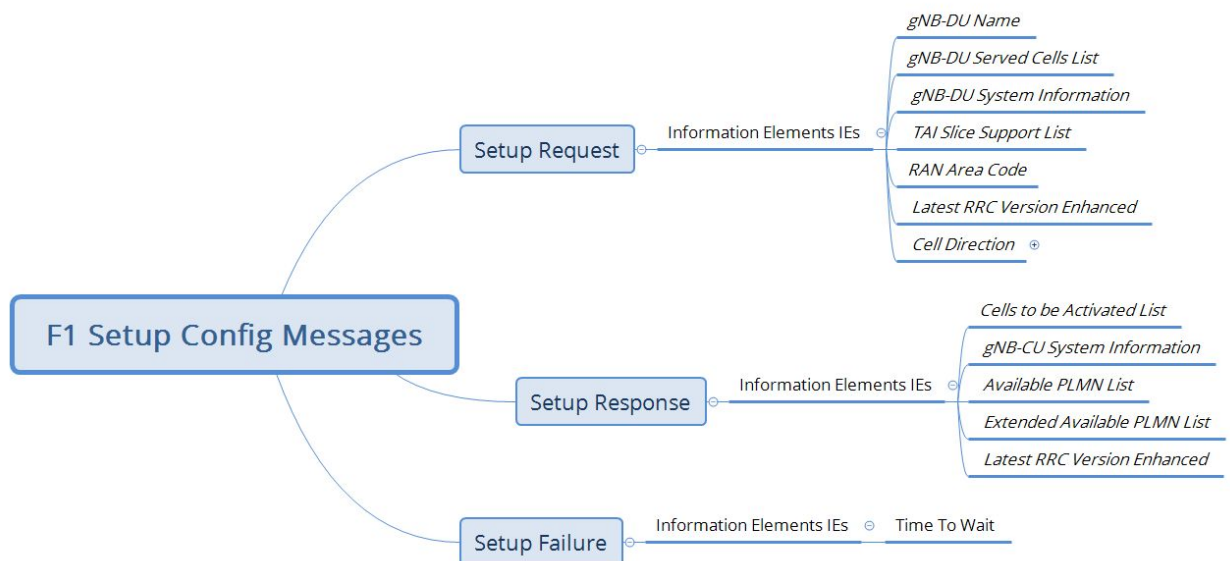 F1 Setup Config Messages
Setup Request
Information Elements IEs
gNB-DU Name
gNB-DU Served Cells List
gNB-DU System Information
TAI Slice Support List
RAN Area Code
Latest RRC Version Enhanced
Cell Direction
Setup Response
Information Elements IEs
Cells to be Activated List
gNB-CU System Information
Available PLMN List
Extended Available PLMN List
Latest RRC Version Enhanced
Setup Failure
Information Elements IEs
Time To Wait